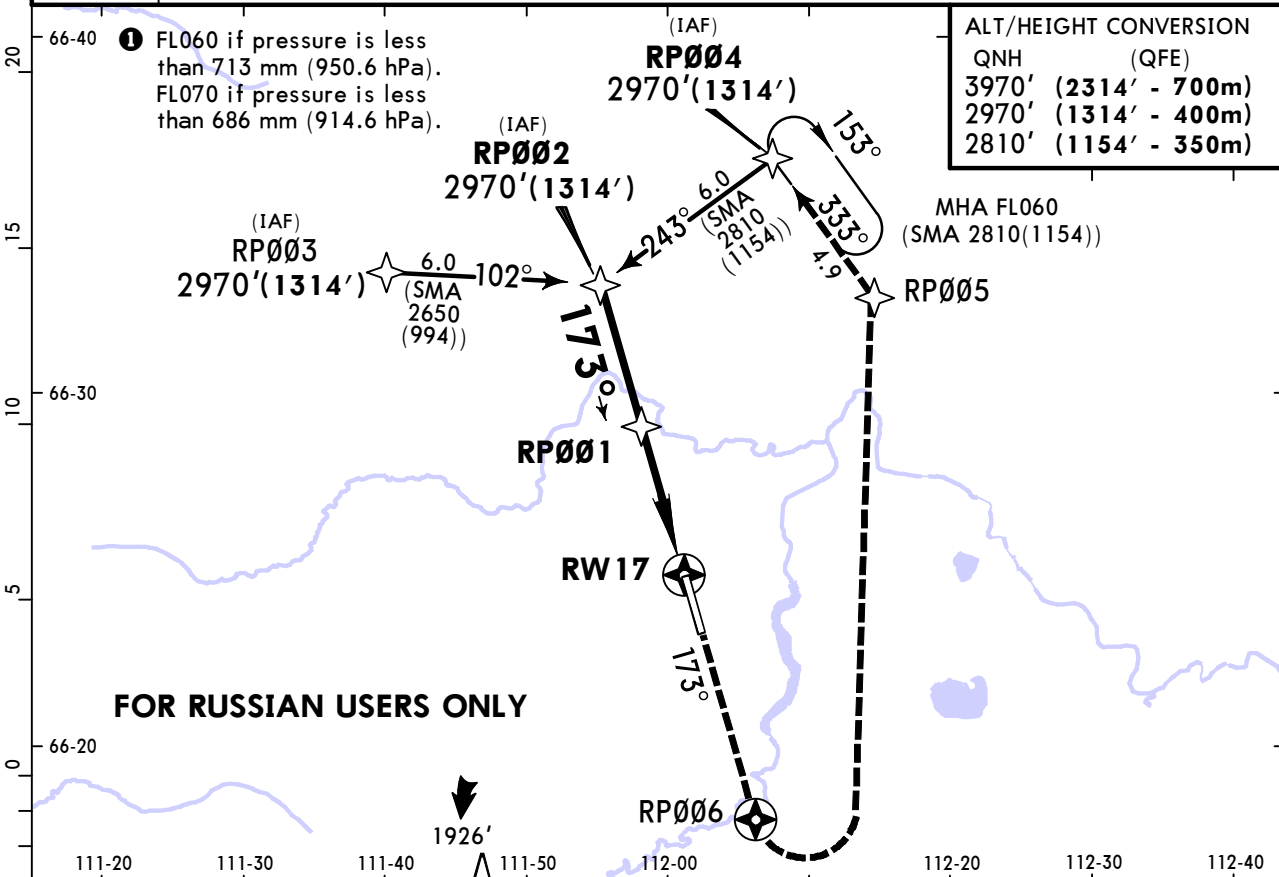 ❶ FL060 if pressure is less
than 713 mm (950.6 hPa).
FL070 if pressure is less
than 686 mm (914.6 hPa).
ALT/HEIGHT CONVERSION
QNH (QFE)
3970' (2314' - 700m)
2970' (1314' - 400m)
2810' (1154' - 350m)
(IAF)
RPØØ4
2970'(1314')
(IAF)
RPØØ2
2970'(1314')
(IAF)
RPØØ3
2970'(1314')
153°
6.0
243°
(SMA
2810
(1154))
333°
4.9
MHA FL060
(SMA 2810(1154))
6.0
102°
(SMA
2650
(994))
RPØØ5
173°
RPØØ1
RW17
173°
FOR RUSSIAN USERS ONLY
RPØØ6
1926'
66-40
66-30
66-20
20
15
10
5
0
111-20
111-30
111-40
111-50
112-00
112-20
112-30
112-40